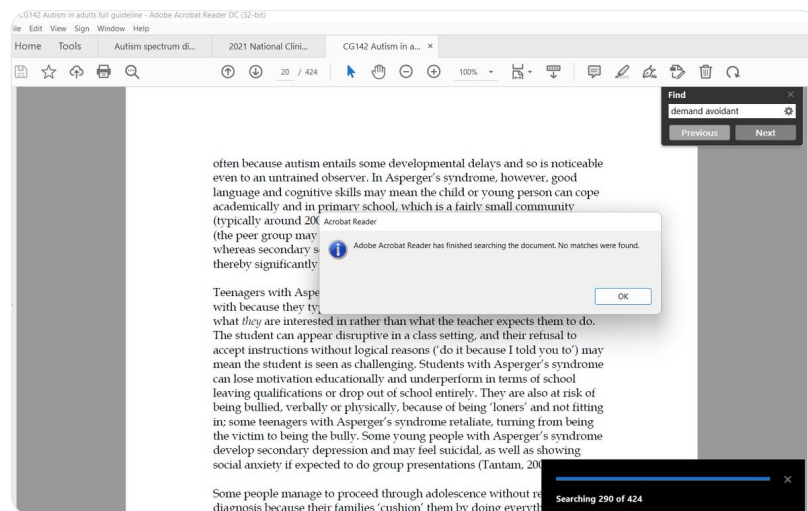 CG142 Autism in adults full guideline - Adobe Acrobat Reader DC (32-bit)
ile Edit View Sign Window Help
Home Tools Autism spectrum di... 2021 National Clini... CG142 Autism in a... ×
20 / 424 100%
Find ×
demand avoidant
Previous Next
often because autism entails some developmental delays and so is noticeable
even to an untrained observer. In Asperger's syndrome, however, good
language and cognitive skills may mean the child or young person can cope
academically and in primary school, which is a fairly small community
(typically around 200
(the peer group may
whereas secondary s
thereby significantly
Acrobat Reader
Adobe Acrobat Reader has finished searching the document. No matches were found.
OK
Teenagers with Aspe
with because they ty
what they are interested in rather than what the teacher expects them to do.
The student can appear disruptive in a class setting, and their refusal to
accept instructions without logical reasons ('do it because I told you to') may
mean the student is seen as challenging. Students with Asperger's syndrome
can lose motivation educationally and underperform in terms of school
leaving qualifications or drop out of school entirely. They are also at risk of
being bullied, verbally or physically, because of being 'loners' and not fitting
in; some teenagers with Asperger's syndrome retaliate, turning from being
the victim to being the bully. Some young people with Asperger's syndrome
develop secondary depression and may feel suicidal, as well as showing
social anxiety if expected to do group presentations (Tantam, 200
Some people manage to proceed through adolescence without re
diagnosis because their families 'cushion' them by doing everyth
×
Searching 290 of 424